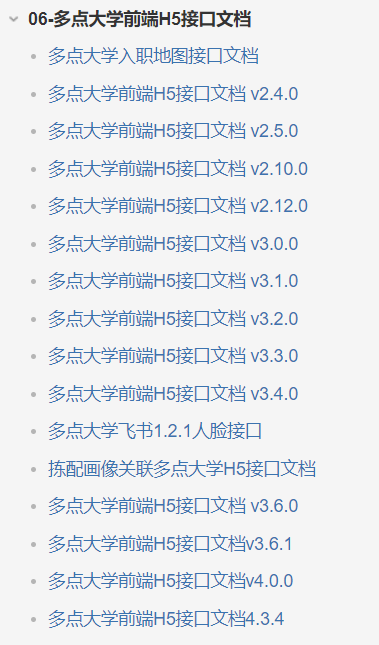 06-多点大学前端H5接口文档
多点大学入职地图接口文档
多点大学前端H5接口文档 v2.4.0
多点大学前端H5接口文档 v2.5.0
多点大学前端H5接口文档 v2.10.0
多点大学前端H5接口文档 v2.12.0
多点大学前端H5接口文档 v3.0.0
多点大学前端H5接口文档 v3.1.0
多点大学前端H5接口文档 v3.2.0
多点大学前端H5接口文档 v3.3.0
多点大学前端H5接口文档 v3.4.0
多点大学飞书1.2.1人脸接口
拣配画像关联多点大学H5接口文档
多点大学前端H5接口文档 v3.6.0
多点大学前端H5接口文档v3.6.1
多点大学前端H5接口文档v4.0.0
多点大学前端H5接口文档4.3.4